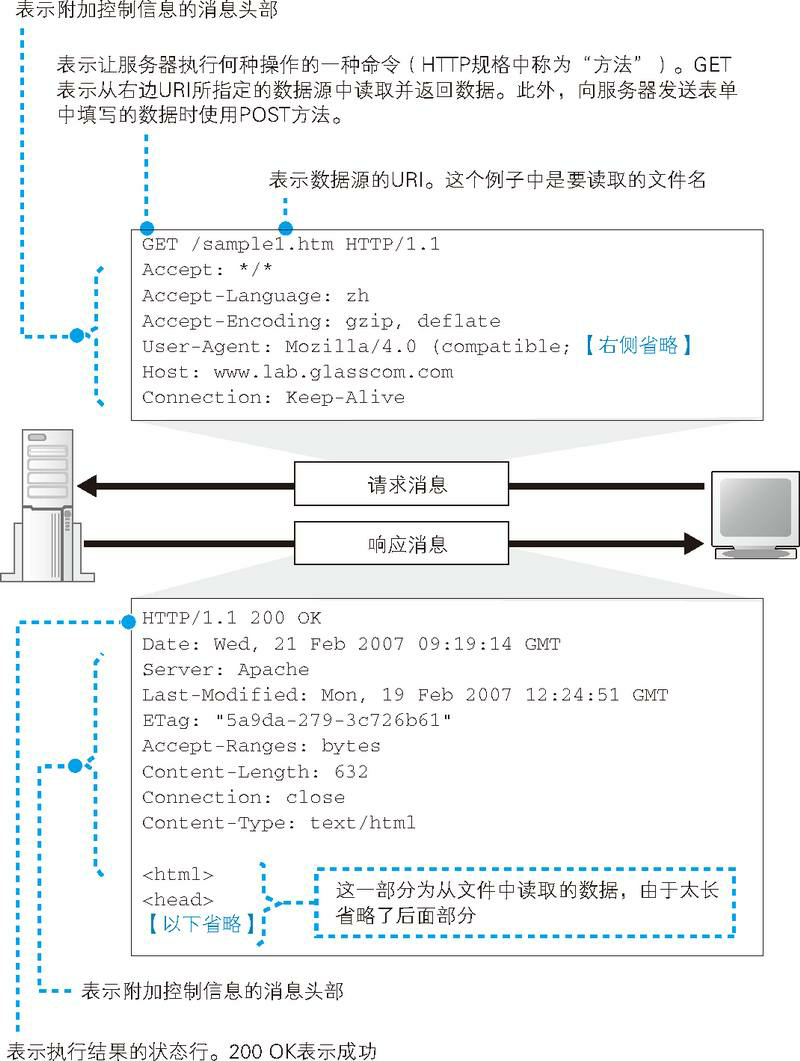 表示附加控制信息的消息头部
表示让服务器执行何种操作的一种命令（HTTP规格中称为“方法”）。GET
表示从右边URI所指定的数据源中读取并返回数据。此外，向服务器发送表单
中填写的数据时使用POST方法。
表示数据源的URI。这个例子中是要读取的文件名
GET /sample1.htm HTTP/1.1
Accept: */*
Accept-Language: zh
Accept-Encoding: gzip, deflate
User-Agent: Mozilla/4.0 (compatible; 【右侧省略】
Host: www.lab.glasscom.com
Connection: Keep-Alive
请求消息
响应消息
HTTP/1.1 200 OK
Date: Wed, 21 Feb 2007 09:19:14 GMT
Server: Apache
Last-Modified: Mon, 19 Feb 2007 12:24:51 GMT
ETag: "5a9da-279-3c726b61"
Accept-Ranges: bytes
Content-Length: 632
Connection: close
Content-Type: text/html
<html>
<head>
【以下省略】
这一部分为从文件中读取的数据，由于太长
省略了后面部分
表示附加控制信息的消息头部
表示执行结果的状态行。200 OK表示成功